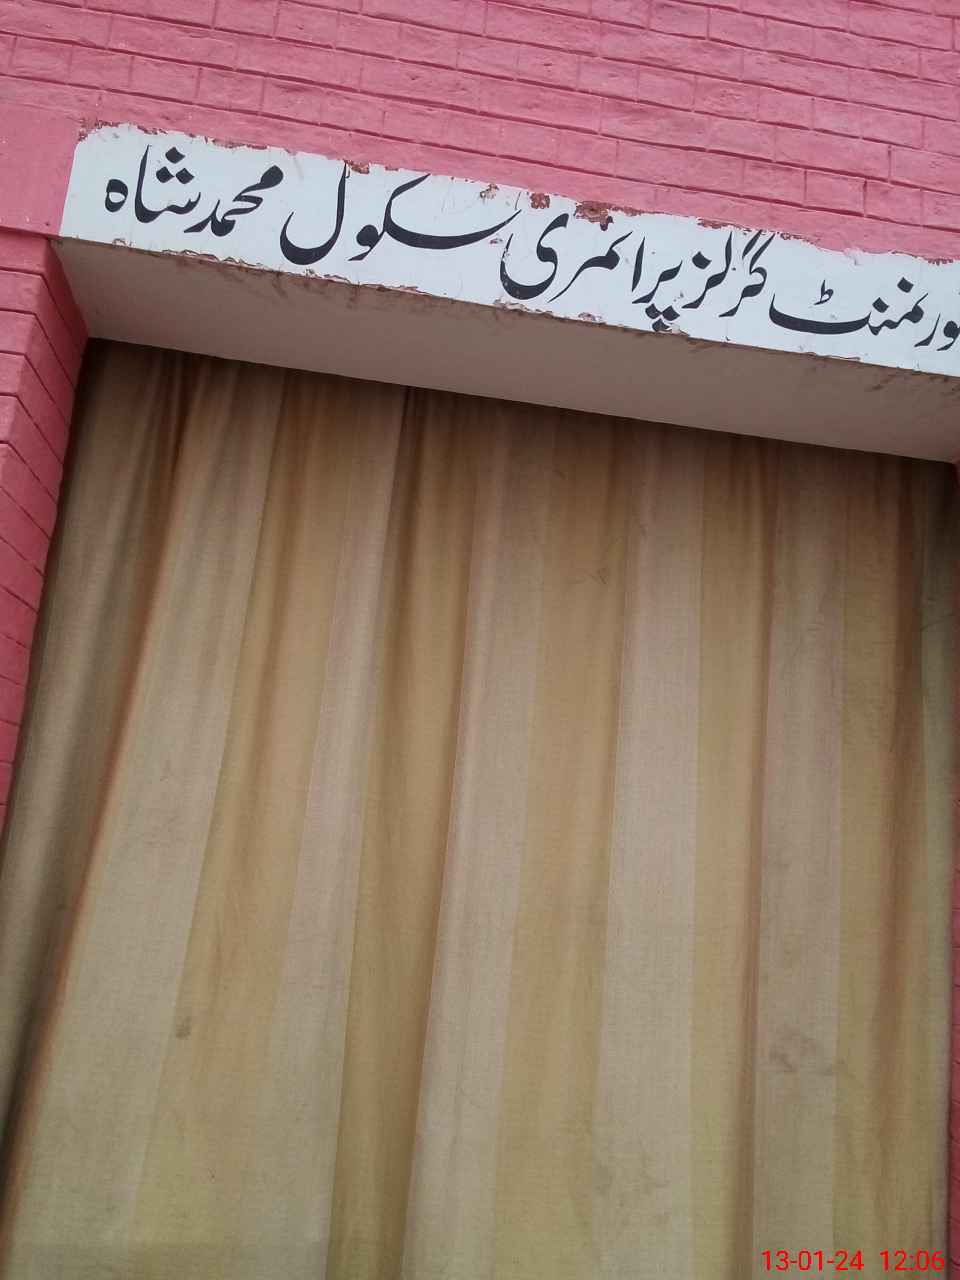 ورنمنٹ گرلز پرائمری سکول محمد شاہ
13-01-24 12:06